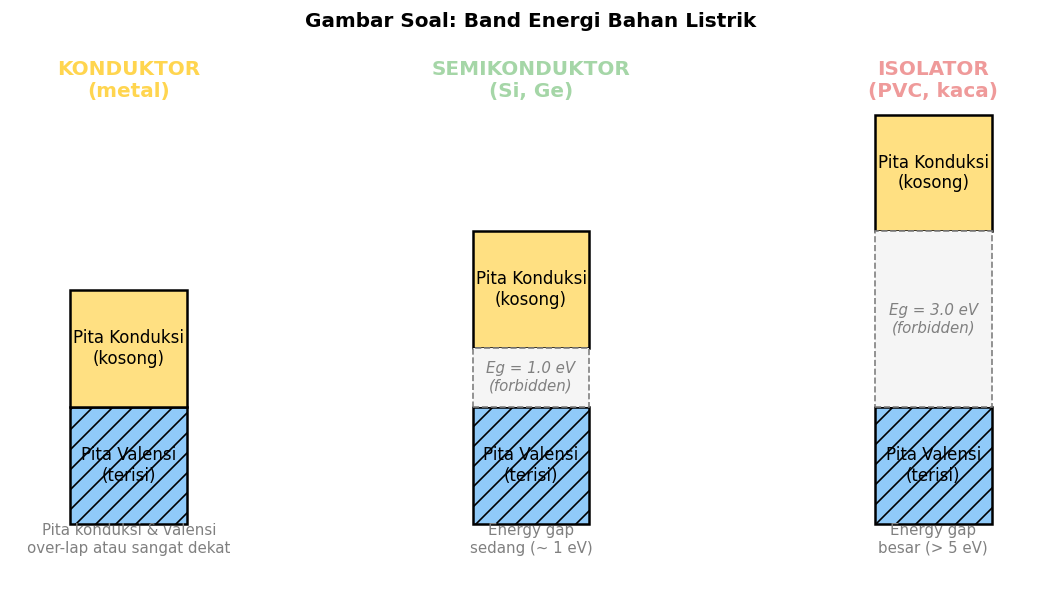 Gambar Soal: Band Energi Bahan Listrik
KONDUKTOR
(metal)
Pita Konduksi
(kosong)
Pita Valensi
(terisi)
Pita konduksi & valensi
over-lap atau sangat dekat
SEMIKONDUKTOR
(Si, Ge)
Pita Konduksi
(kosong)
Eg = 1.0 eV
(forbidden)
Pita Valensi
(terisi)
Energy gap
sedang (~ 1 eV)
ISOLATOR
(PVC, kaca)
Pita Konduksi
(kosong)
Eg = 3.0 eV
(forbidden)
Pita Valensi
(terisi)
Energy gap
besar (> 5 eV)